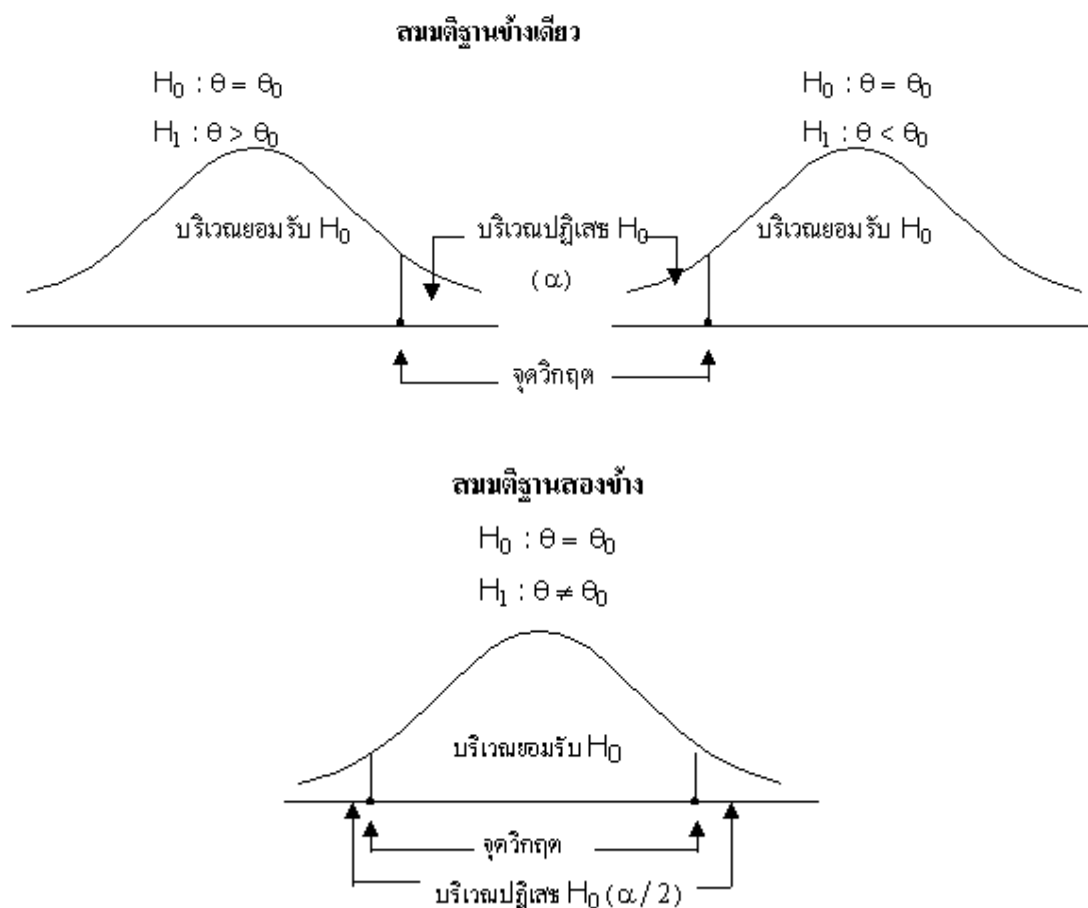 สมมติฐานข้างเดียว
H₀ : θ = θ₀
H₁ : θ > θ₀
H₀ : θ = θ₀
H₁ : θ < θ₀
บริเวณยอมรับ H₀
บริเวณปฏิเสธ H₀
(α)
บริเวณยอมรับ H₀
จุดวิกฤต
สมมติฐานสองข้าง
H₀ : θ = θ₀
H₁ : θ ≠ θ₀
บริเวณยอมรับ H₀
จุดวิกฤต
บริเวณปฏิเสธ H₀ (α/2)